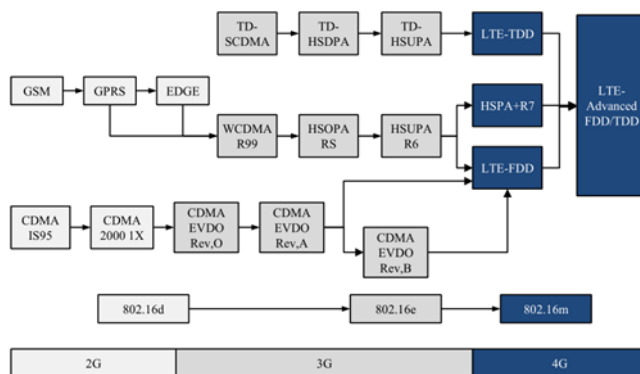 TD-
SCDMA
TD-
HSDPA
TD-
HSUPA
LTE-TDD
LTE-
Advanced
FDD/TDD
GSM
GPRS
EDGE
HSPA+R7
WCDMA
R99
HSOPA
RS
HSUPA
R6
LTE-FDD
CDMA
IS95
CDMA
2000 1X
CDMA
EVDO
Rev,O
CDMA
EVDO
Rev,A
CDMA
EVDO
Rev,B
802.16d
802.16e
802.16m
2G
3G
4G